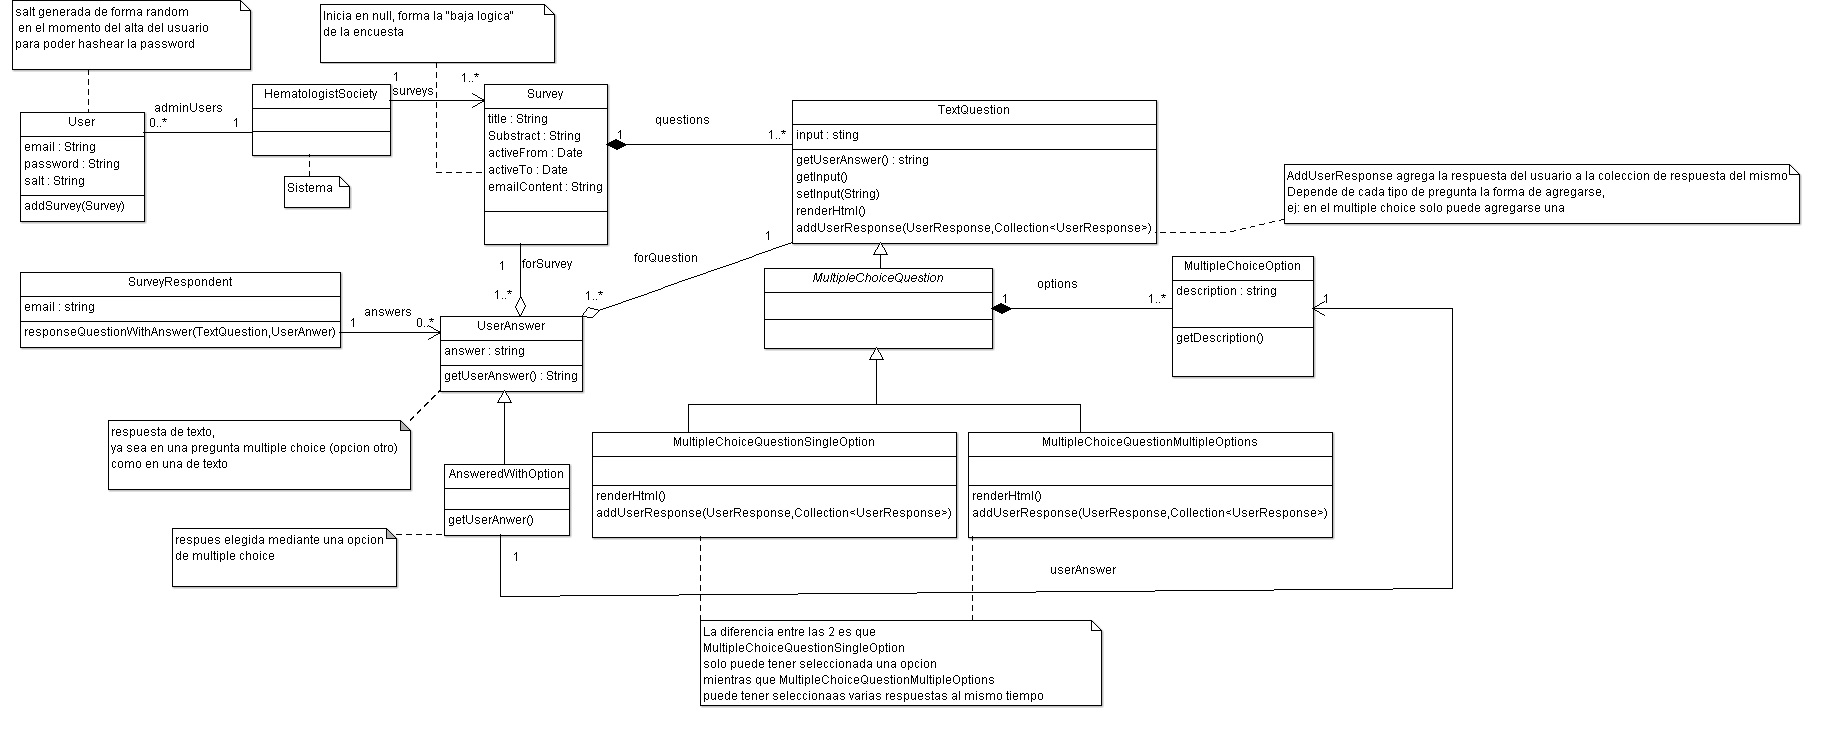 salt generada de forma random
en el momento del alta del usuario
para poder hashear la password
Inicia en null, forma la "baja logica"
de la encuesta
User
email : String
password : String
salt : String
addSurvey(Survey)
adminUsers
0..*
1
HematologistSociety
Sistema
1
surveys
1..*
Survey
title : String
Substract : String
activeFrom : Date
activeTo : Date
emailContent : String
1
questions
1..*
TextQuestion
input : sting
getUserAnswer() : string
getInput()
setInput(String)
renderHtml()
addUserResponse(UserResponse,Collection<UserResponse>)
AddUserResponse agrega la respuesta del usuario a la coleccion de respuesta del mismo
Depende de cada tipo de pregunta la forma de agregarse,
ej: en el multiple choice solo puede agregarse una
1
forSurvey
1..*
1
forQuestion
1..*
SurveyRespondent
email : string
responseQuestionWithAnswer(TextQuestion,UserAnwer)
1
answers
0..*
UserAnswer
answer : string
getUserAnswer() : String
MultipleChoiceQuestion
1
options
1..*
MultipleChoiceOption
description : string
getDescription()
1
respuesta de texto,
ya sea en una pregunta multiple choice (opcion otro)
como en una de texto
AnsweredWithOption
getUserAnwer()
respues elegida mediante una opcion
de multiple choice
1
userAnswer
MultipleChoiceQuestionSingleOption
renderHtml()
addUserResponse(UserResponse,Collection<UserResponse>)
MultipleChoiceQuestionMultipleOptions
renderHtml()
addUserResponse(UserResponse,Collection<UserResponse>)
La diferencia entre las 2 es que
MultipleChoiceQuestionSingleOption
solo puede tener seleccionada una opcion
mientras que MultipleChoiceQuestionMultipleOptions
puede tener seleccionaas varias respuestas al mismo tiempo